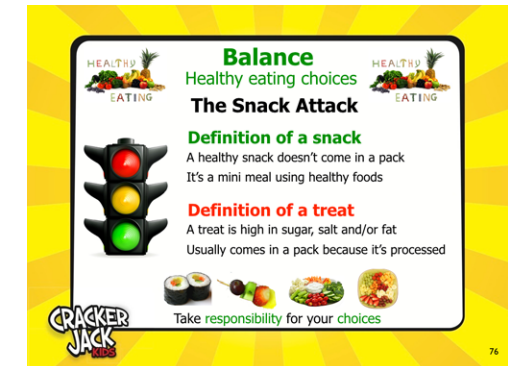 Balance
HEALTHY
EATING
Healthy eating choices
HEALTHY
EATING
The Snack Attack
Definition of a snack
A healthy snack doesn't come in a pack
It's a mini meal using healthy foods
Definition of a treat
A treat is high in sugar, salt and/or fat
Usually comes in a pack because it's processed
Take responsibility for your choices
CRACKER
JACK
KIDS
76